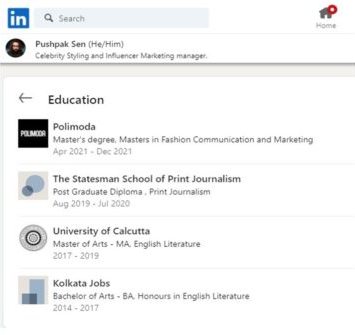 in
Search
Home
Pushpak Sen (He/Him)
Celebrity Styling and Influencer Marketing manager.
Education
POLIMODA
Polimoda
Master's degree, Masters in Fashion Communication and Marketing
Apr 2021 - Dec 2021
The Statesman School of Print Journalism
Post Graduate Diploma , Print Journalism
Aug 2019 - Jul 2020
University of Calcutta
Master of Arts - MA, English Literature
2017 - 2019
Kolkata Jobs
Bachelor of Arts - BA, Honours in English Literature
2014 - 2017